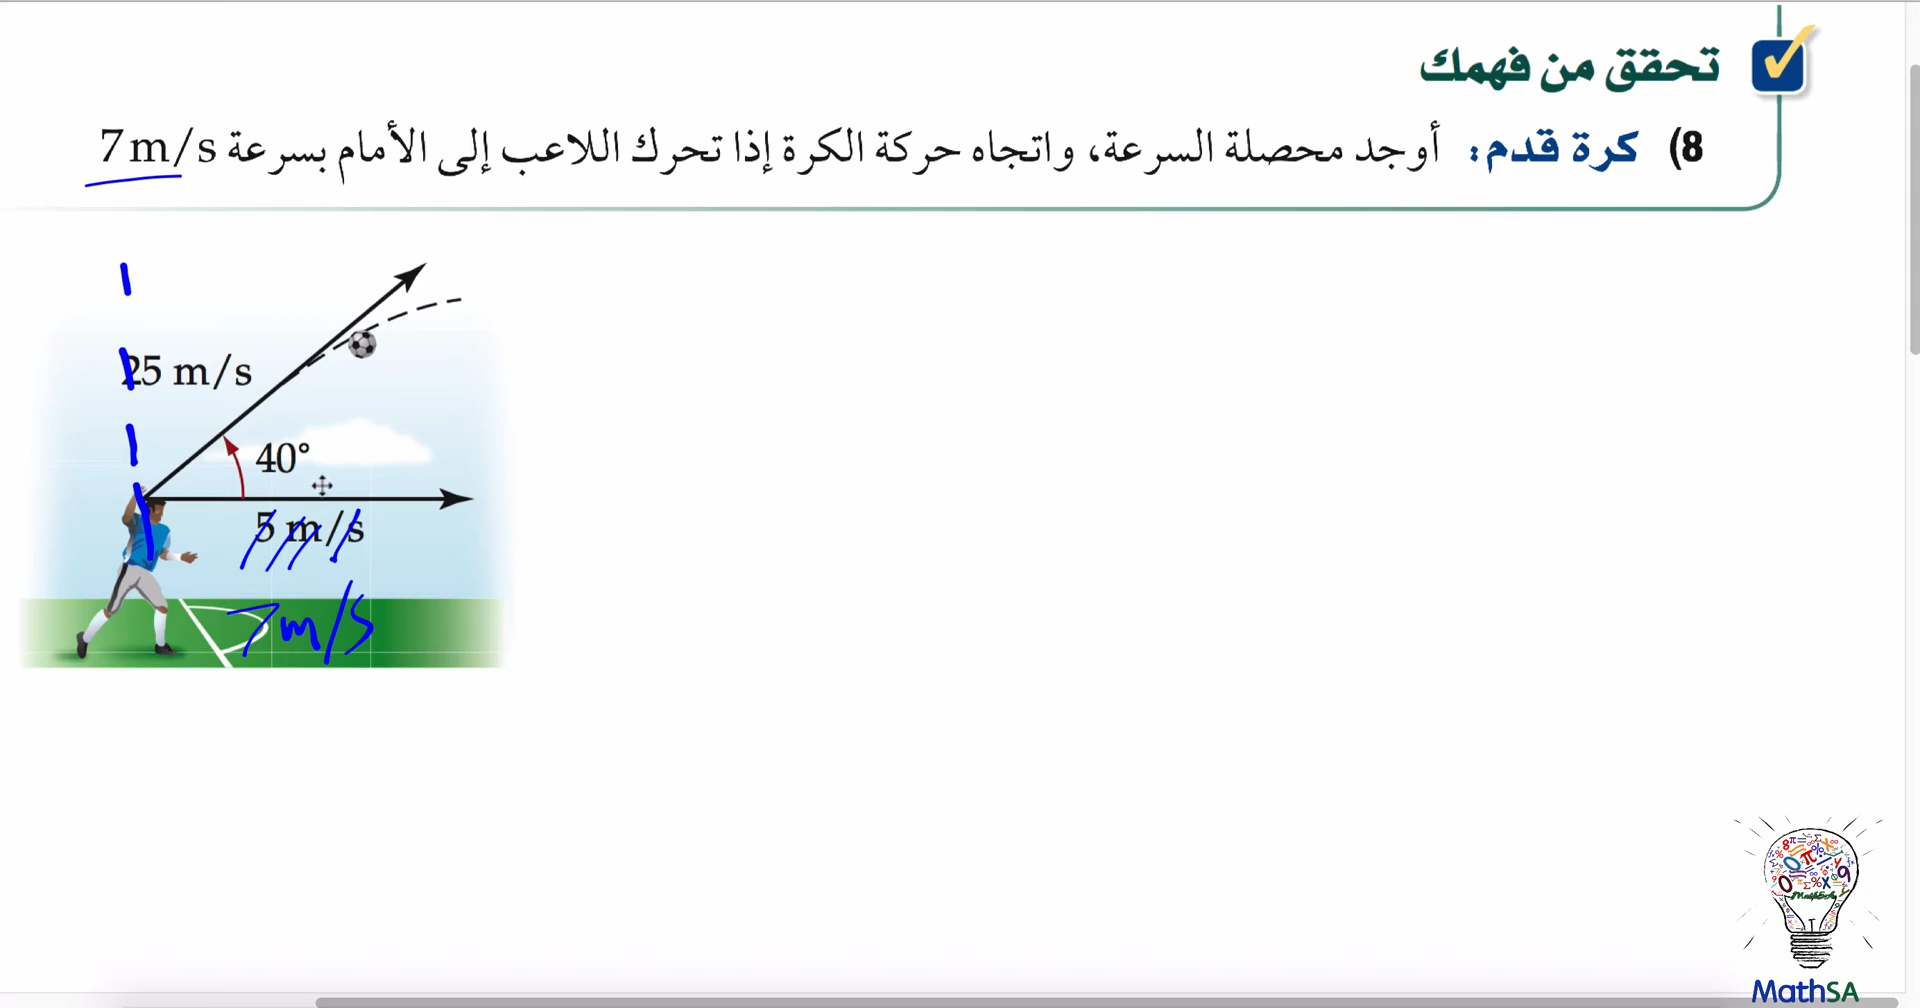 تحقق من فهمك
8) كرة قدم: أوجد محصلة السرعة، واتجاه حركة الكرة إذا تحرك اللاعب إلى الأمام بسرعة 7 m/s
25 m/s
40°
5 m/s
7m/s
MathSA